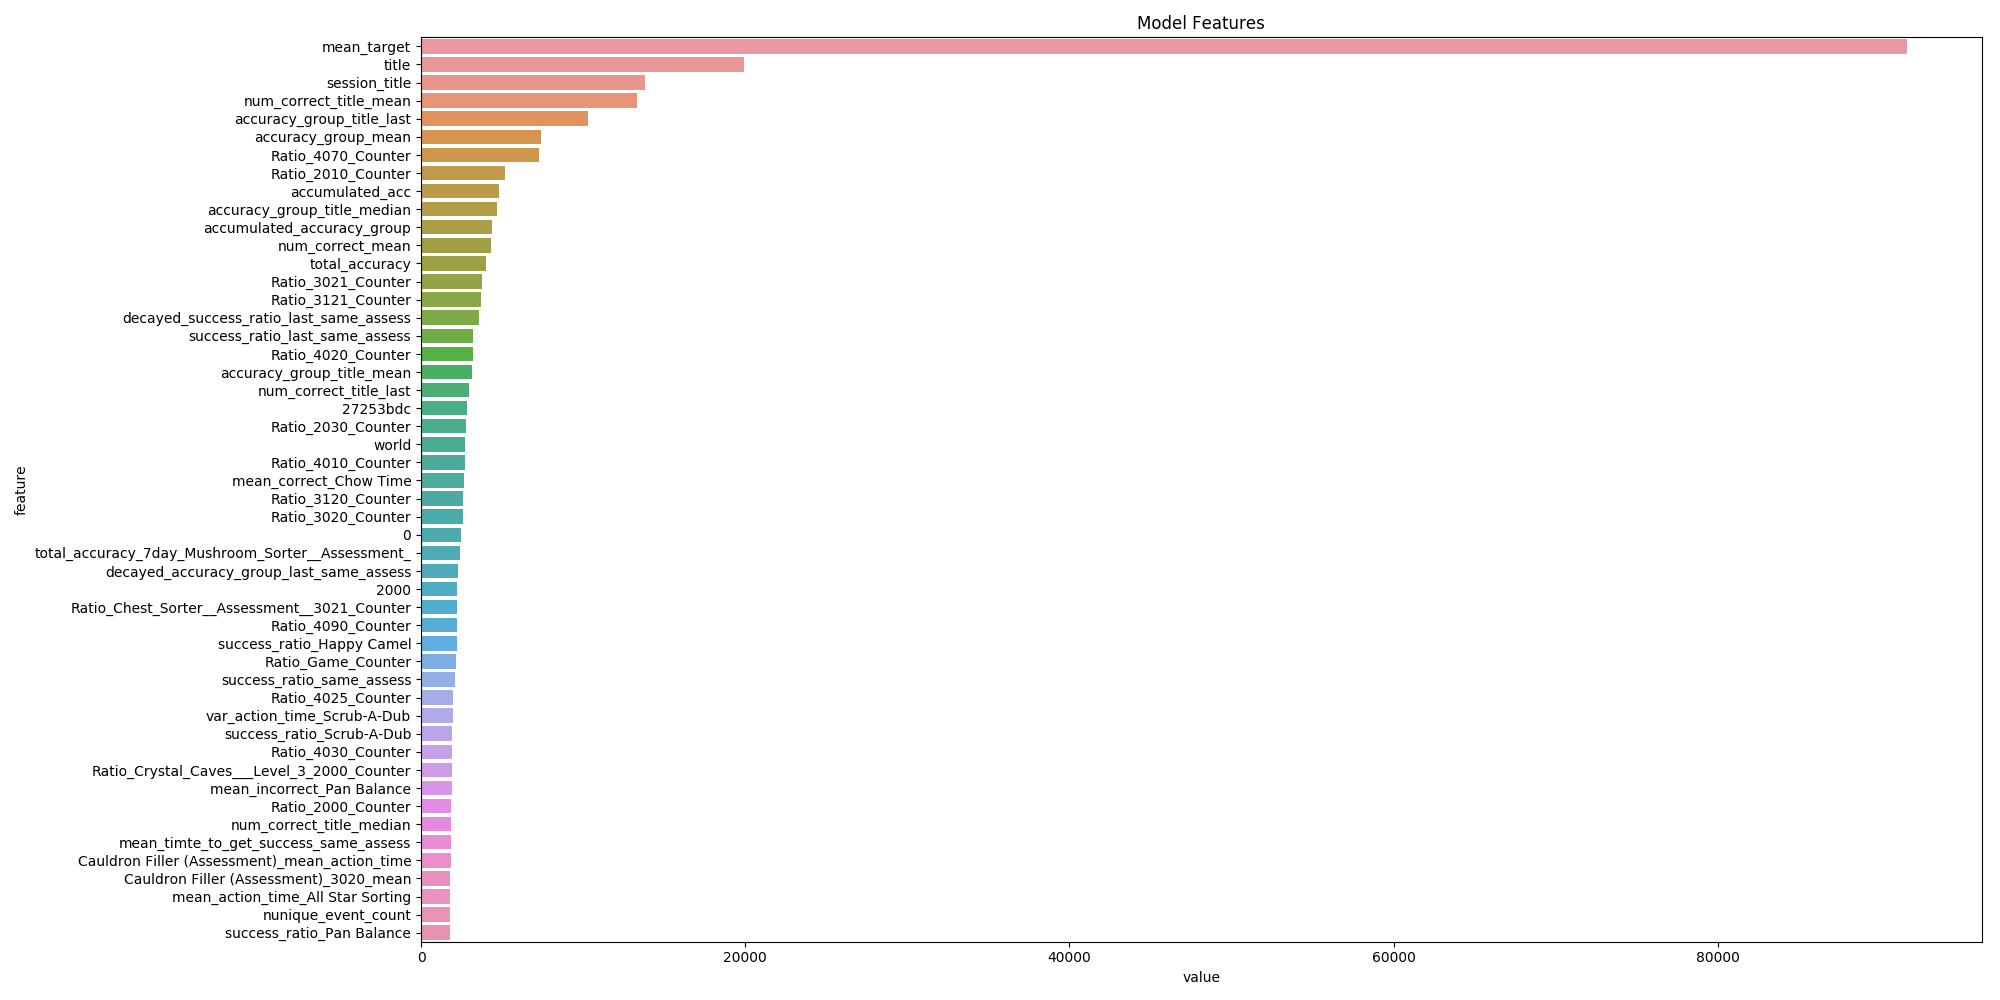 Model Features
mean_target
title
session_title
num_correct_title_mean
accuracy_group_title_last
accuracy_group_mean
Ratio_4070_Counter
Ratio_2010_Counter
accumulated_acc
accuracy_group_title_median
accumulated_accuracy_group
num_correct_mean
total_accuracy
Ratio_3021_Counter
Ratio_3121_Counter
decayed_success_ratio_last_same_assess
success_ratio_last_same_assess
Ratio_4020_Counter
accuracy_group_title_mean
num_correct_title_last
27253bdc
Ratio_2030_Counter
world
Ratio_4010_Counter
mean_correct_Chow Time
Ratio_3120_Counter
Ratio_3020_Counter
0
total_accuracy_7day_Mushroom_Sorter__Assessment_
decayed_accuracy_group_last_same_assess
2000
Ratio_Chest_Sorter__Assessment__3021_Counter
Ratio_4090_Counter
success_ratio_Happy Camel
Ratio_Game_Counter
success_ratio_same_assess
Ratio_4025_Counter
var_action_time_Scrub-A-Dub
success_ratio_Scrub-A-Dub
Ratio_4030_Counter
Ratio_Crystal_Caves___Level_3_2000_Counter
mean_incorrect_Pan Balance
Ratio_2000_Counter
num_correct_title_median
mean_timte_to_get_success_same_assess
Cauldron Filler (Assessment)_mean_action_time
Cauldron Filler (Assessment)_3020_mean
mean_action_time_All Star Sorting
nunique_event_count
success_ratio_Pan Balance
feature
0 20000 40000 60000 80000
value